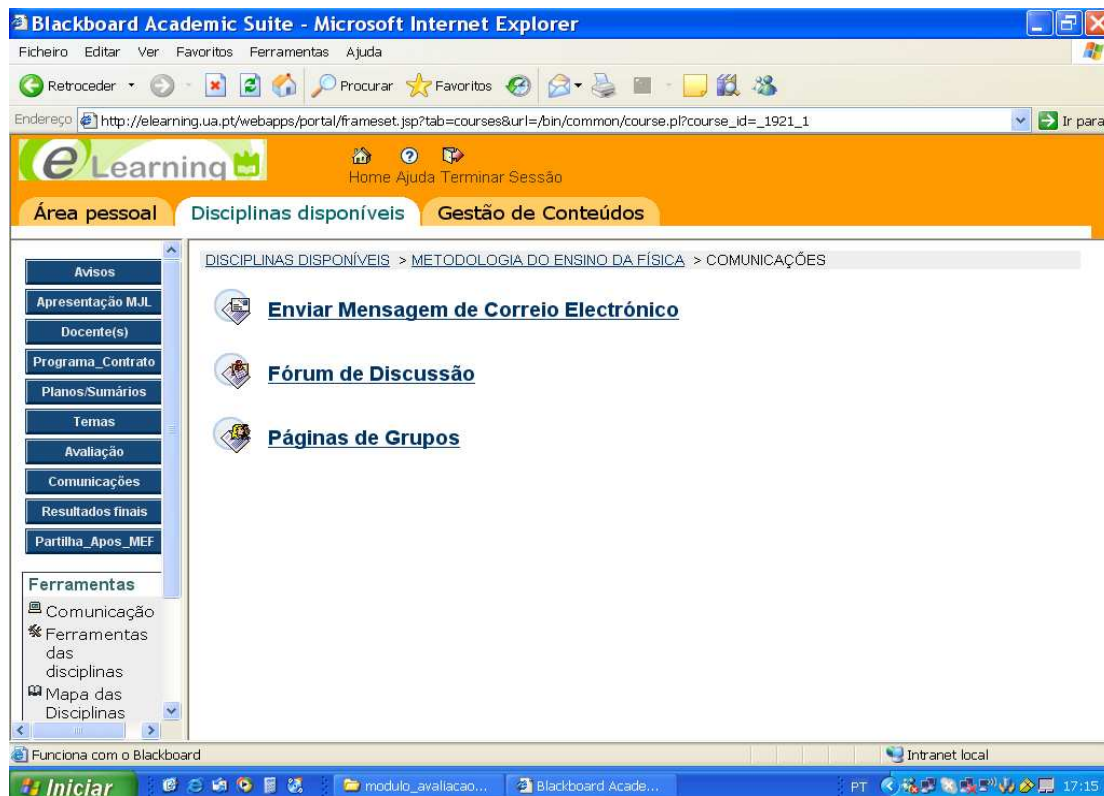 Blackboard Academic Suite - Microsoft Internet Explorer
Ficheiro Editar Ver Favoritos Ferramentas Ajuda
Retroceder Procurar Favoritos
Endereço http://elearning.ua.pt/webapps/portal/frameset.jsp?tab=courses&url=/bin/common/course.pl?course_id=_1921_1 Ir para
eLearning
Home Ajuda Terminar Sessão
Área pessoal Disciplinas disponíveis Gestão de Conteúdos
DISCIPLINAS DISPONÍVEIS > METODOLOGIA DO ENSINO DA FÍSICA > COMUNICAÇÕES
Avisos
Apresentação MJL
Docente(s)
Programa_Contrato
Planos/Sumários
Temas
Avaliação
Comunicações
Resultados finais
Partilha_Apos_MEF
Ferramentas
Comunicação
Ferramentas
das
disciplinas
Mapa das
Disciplinas
Enviar Mensagem de Correio Electrónico
Fórum de Discussão
Páginas de Grupos
Funciona com o Blackboard Intranet local
Iniciar modulo_avaliacao... Blackboard Acade... PT 17:15